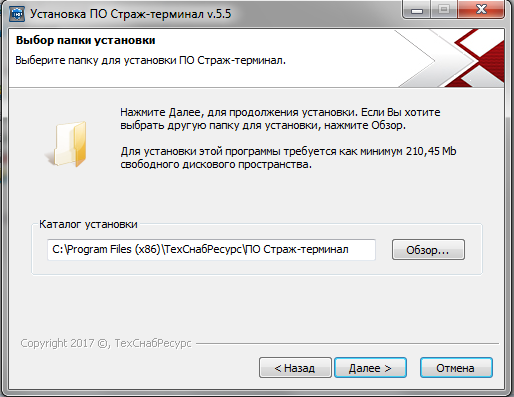 Установка ПО Страж-терминал v.5.5
Выбор папки установки
Выберите папку для установки ПО Страж-терминал.
Нажмите Далее, для продолжения установки. Если Вы хотите
выбрать другую папку для установки, нажмите Обзор.
Для установки этой программы требуется как минимум 210,45 Mb
свободного дискового пространства.
Каталог установки
C:\Program Files (x86)\ТехСнабРесурс\ПО Страж-терминал
Обзор...
Copyright 2017 ©, ТехСнабРесурс
< Назад
Далее >
Отмена